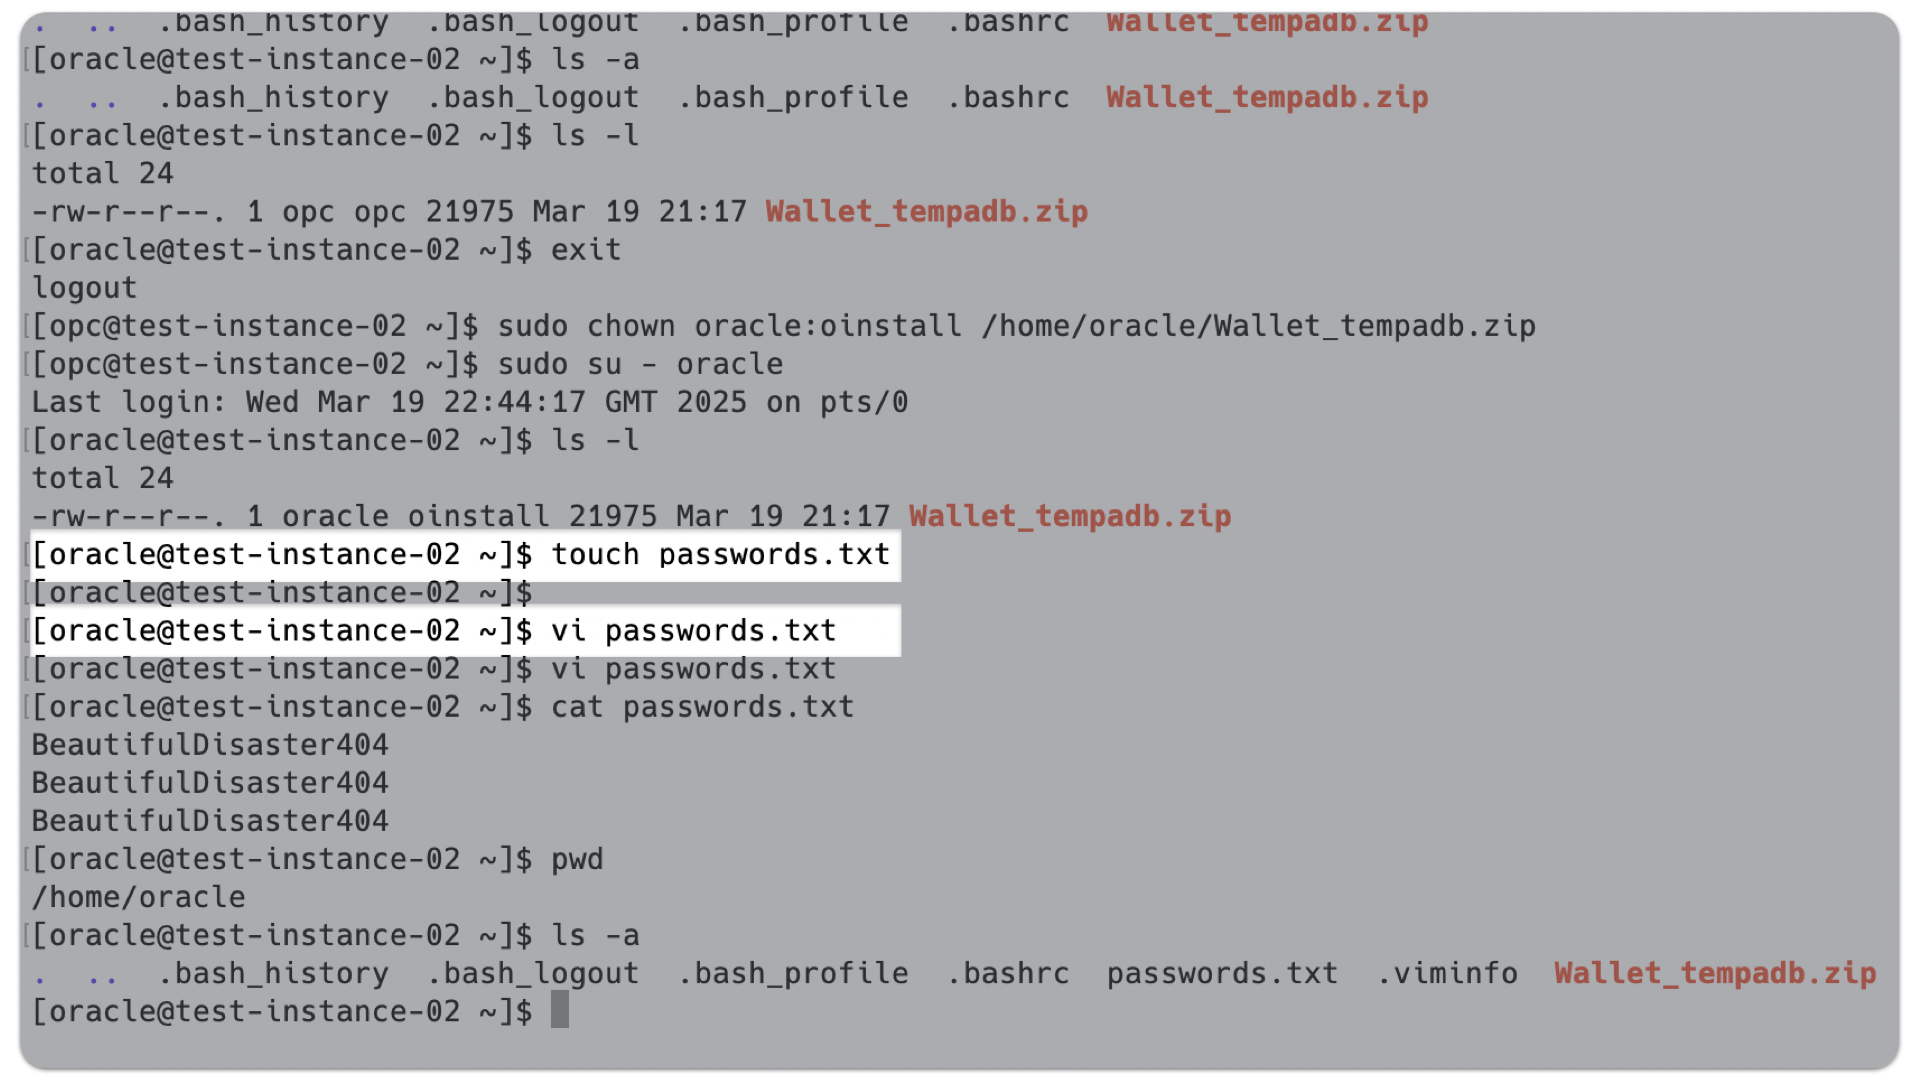 .  ..  .bash_history  .bash_logout  .bash_profile  .bashrc  Wallet_tempadb.zip
[[oracle@test-instance-02 ~]$ ls -a
.  ..  .bash_history  .bash_logout  .bash_profile  .bashrc  Wallet_tempadb.zip
[[oracle@test-instance-02 ~]$ ls -l
total 24
-rw-r--r--. 1 opc opc 21975 Mar 19 21:17 Wallet_tempadb.zip
[[oracle@test-instance-02 ~]$ exit
logout
[[opc@test-instance-02 ~]$ sudo chown oracle:oinstall /home/oracle/Wallet_tempadb.zip
[[opc@test-instance-02 ~]$ sudo su - oracle
Last login: Wed Mar 19 22:44:17 GMT 2025 on pts/0
[[oracle@test-instance-02 ~]$ ls -l
total 24
-rw-r--r--. 1 oracle oinstall 21975 Mar 19 21:17 Wallet_tempadb.zip
[[oracle@test-instance-02 ~]$ touch passwords.txt
[[oracle@test-instance-02 ~]$
[[oracle@test-instance-02 ~]$ vi passwords.txt
[[oracle@test-instance-02 ~]$ vi passwords.txt
[[oracle@test-instance-02 ~]$ cat passwords.txt
BeautifulDisaster404
BeautifulDisaster404
BeautifulDisaster404
[[oracle@test-instance-02 ~]$ pwd
/home/oracle
[[oracle@test-instance-02 ~]$ ls -a
.  ..  .bash_history  .bash_logout  .bash_profile  .bashrc  passwords.txt  .viminfo  Wallet_tempadb.zip
[oracle@test-instance-02 ~]$